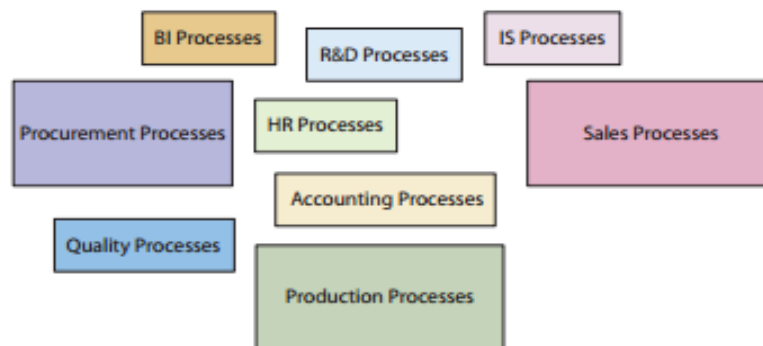 BI Processes
R&D Processes
IS Processes
Procurement Processes
HR Processes
Sales Processes
Accounting Processes
Quality Processes
Production Processes